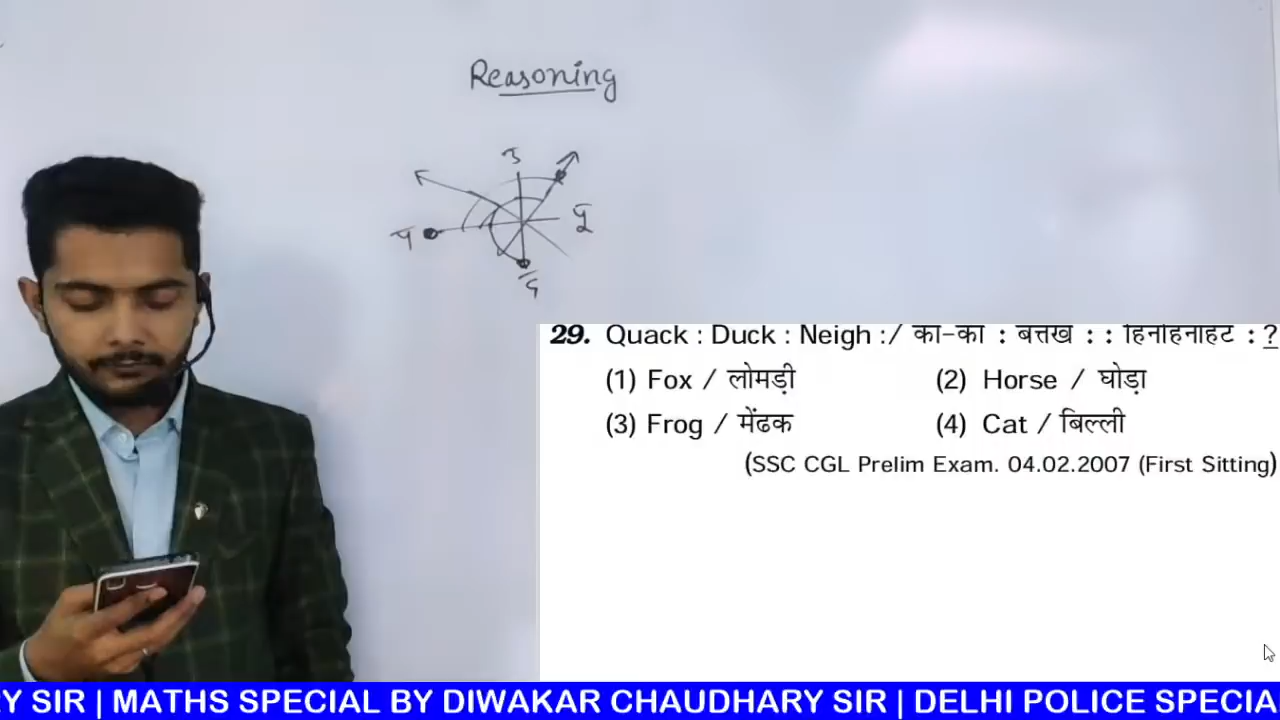 Reasoning
उ
पू
प
द
29. Quack : Duck : Neigh :/ का-का : बत्तख : : हिनहिनाहट : ?
(1) Fox / लोमड़ी (2) Horse / घोड़ा
(3) Frog / मेंढक (4) Cat / बिल्ली
(SSC CGL Prelim Exam. 04.02.2007 (First Sitting)
RY SIR | MATHS SPECIAL BY DIWAKAR CHAUDHARY SIR | DELHI POLICE SPECIA